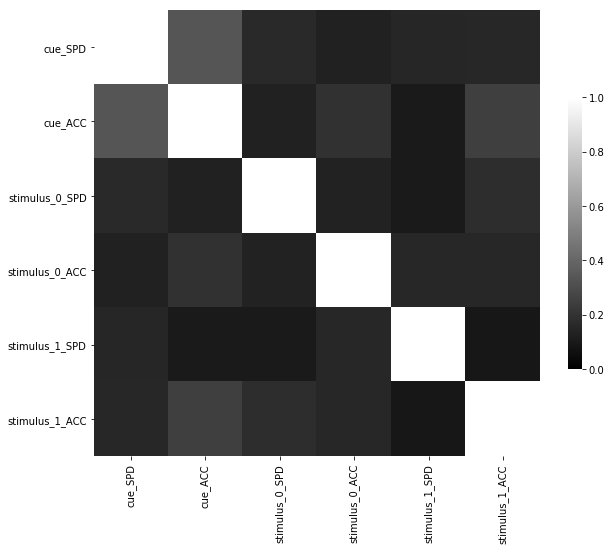 cue_SPD
cue_ACC
stimulus_0_SPD
stimulus_0_ACC
stimulus_1_SPD
stimulus_1_ACC
1.0
0.8
0.6
0.4
0.2
0.0
cue_SPD
cue_ACC
stimulus_0_SPD
stimulus_0_ACC
stimulus_1_SPD
stimulus_1_ACC